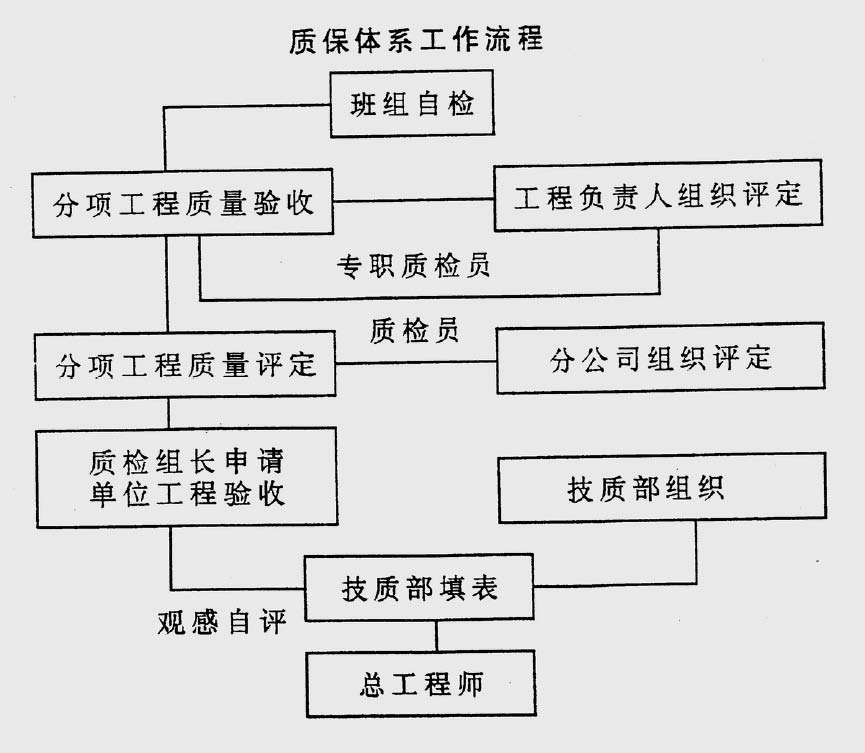 质保体系工作流程
班组自检
分项工程质量验收
工程负责人组织评定
专职质检员
质检员
分项工程质量评定
分公司组织评定
质检组长申请
单位工程验收
技质部组织
技质部填表
观感自评
总工程师